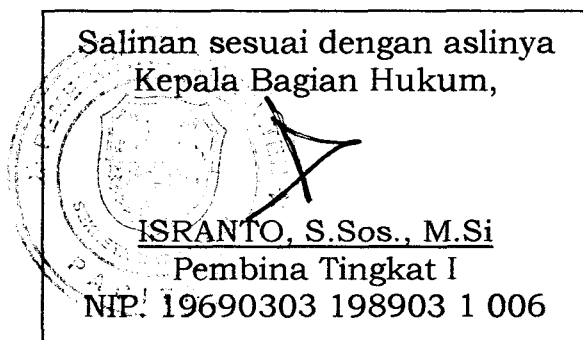 Salinan sesuai dengan aslinya
Kepala Bagian Hukum,
ISRANTO, S.Sos., M.Si
Pembina Tingkat I
NIP. 19690303 198903 1 006